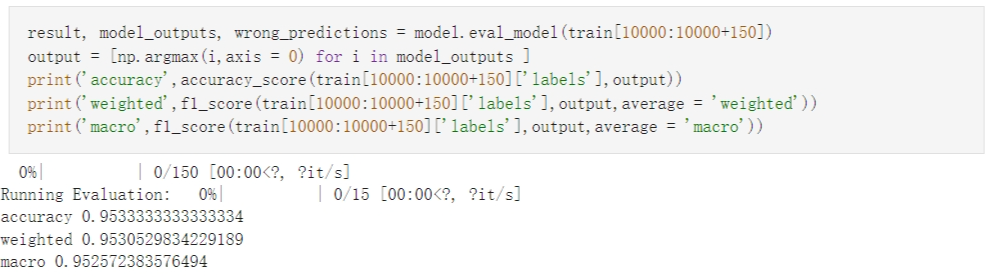 result, model_outputs, wrong_predictions = model.eval_model(train[10000:10000+150])
output = [np.argmax(i,axis = 0) for i in model_outputs ]
print('accuracy',accuracy_score(train[10000:10000+150]['labels'],output))
print('weighted',f1_score(train[10000:10000+150]['labels'],output,average = 'weighted'))
print('macro',f1_score(train[10000:10000+150]['labels'],output,average = 'macro'))
0%| | 0/150 [00:00<?, ?it/s]
Running Evaluation: 0%| | 0/15 [00:00<?, ?it/s]
accuracy 0.9533333333333334
weighted 0.9530529834229189
macro 0.952572383576494